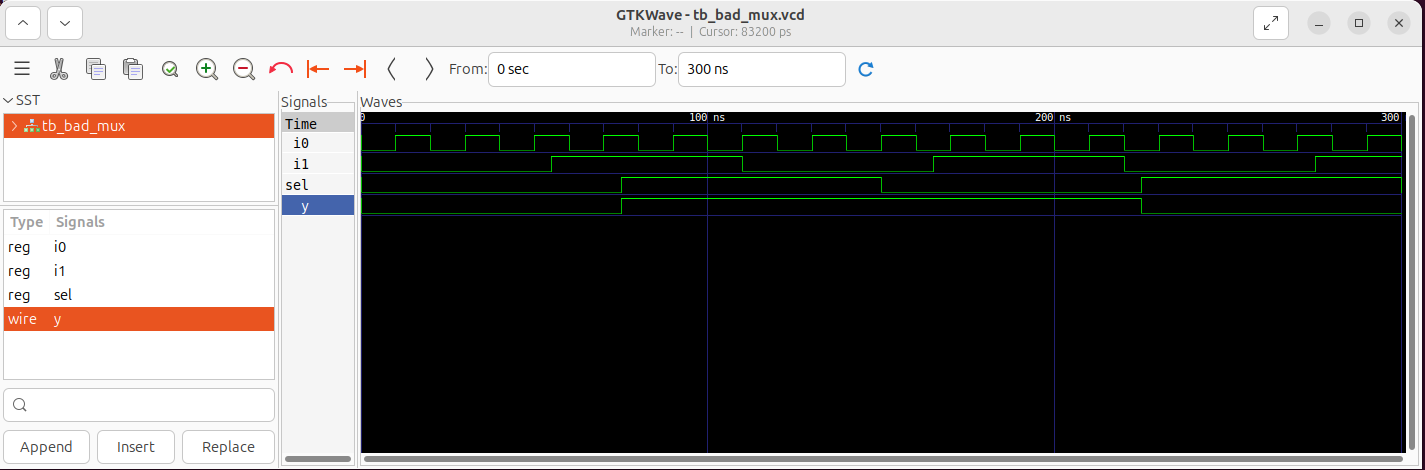 GTKWave - tb_bad_mux.vcd
Marker: -- | Cursor: 83200 ps
From: 0 sec To: 300 ns
SST
tb_bad_mux
Type Signals
reg i0
reg i1
reg sel
wire y
Append Insert Replace
Signals
Time
i0
i1
sel
y
Waves
0 100 ns 200 ns 300